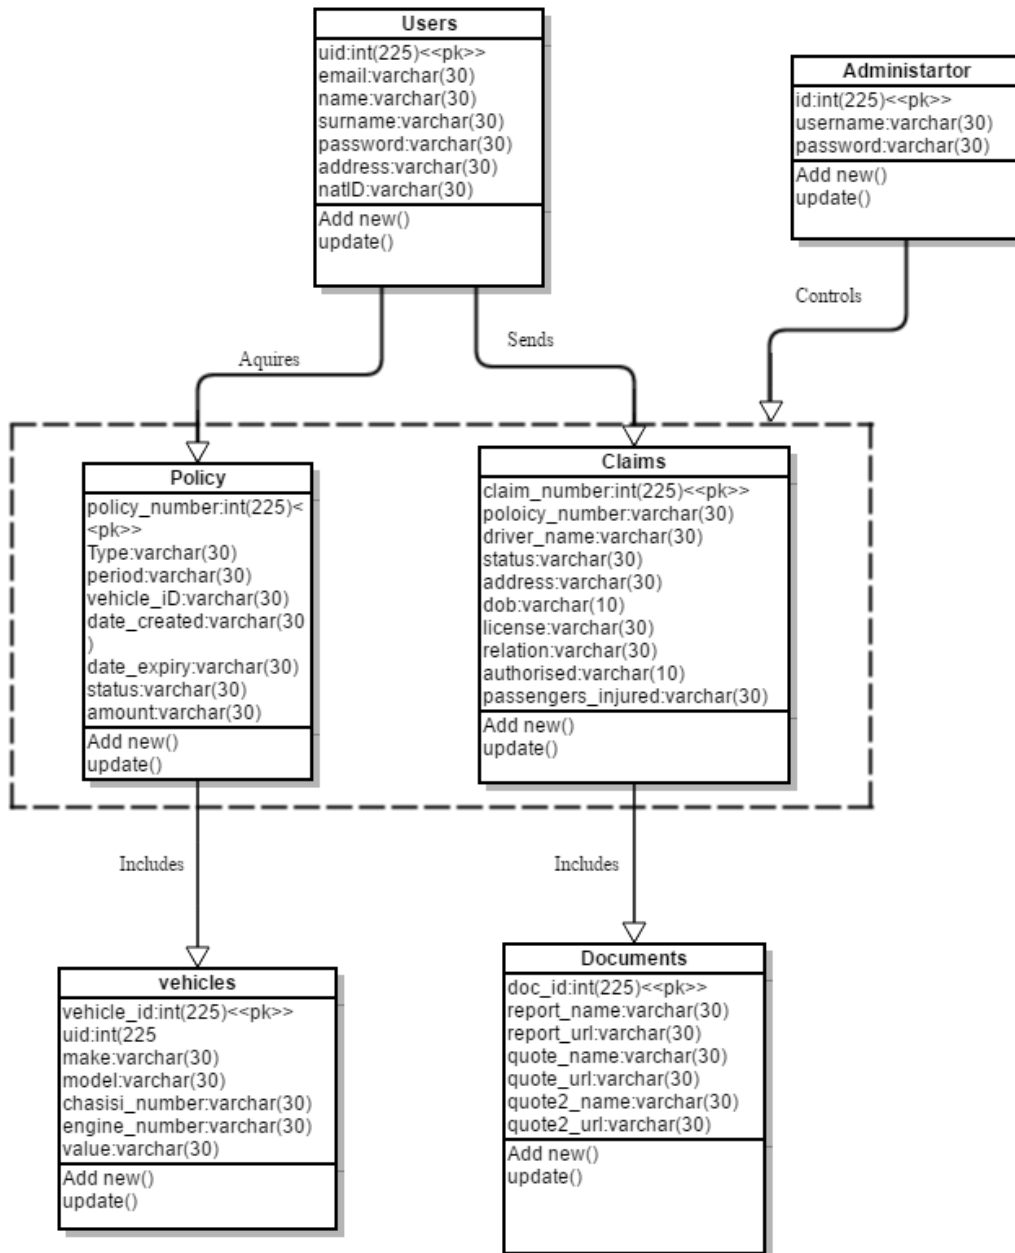 Users
uid:int(225)<<pk>>
email:varchar(30)
name:varchar(30)
surname:varchar(30)
password:varchar(30)
address:varchar(30)
natID:varchar(30)
Add new()
update()
Administartor
id:int(225)<<pk>>
username:varchar(30)
password:varchar(30)
Add new()
update()
Aquires
Sends
Controls
Policy
policy_number:int(225)<
<pk>>
Type:varchar(30)
period:varchar(30)
vehicle_iD:varchar(30)
date_created:varchar(30
)
date_expiry:varchar(30)
status:varchar(30)
amount:varchar(30)
Add new()
update()
Claims
claim_number:int(225)<<pk>>
poloicy_number:varchar(30)
driver_name:varchar(30)
status:varchar(30)
address:varchar(30)
dob:varchar(10)
license:varchar(30)
relation:varchar(30)
authorised:varchar(10)
passengers_injured:varchar(30)
Add new()
update()
Includes
Includes
vehicles
vehicle_id:int(225)<<pk>>
uid:int(225
make:varchar(30)
model:varchar(30)
chasisi_number:varchar(30)
engine_number:varchar(30)
value:varchar(30)
Add new()
update()
Documents
doc_id:int(225)<<pk>>
report_name:varchar(30)
report_url:varchar(30)
quote_name:varchar(30)
quote_url:varchar(30)
quote2_name:varchar(30)
quote2_url:varchar(30)
Add new()
update()